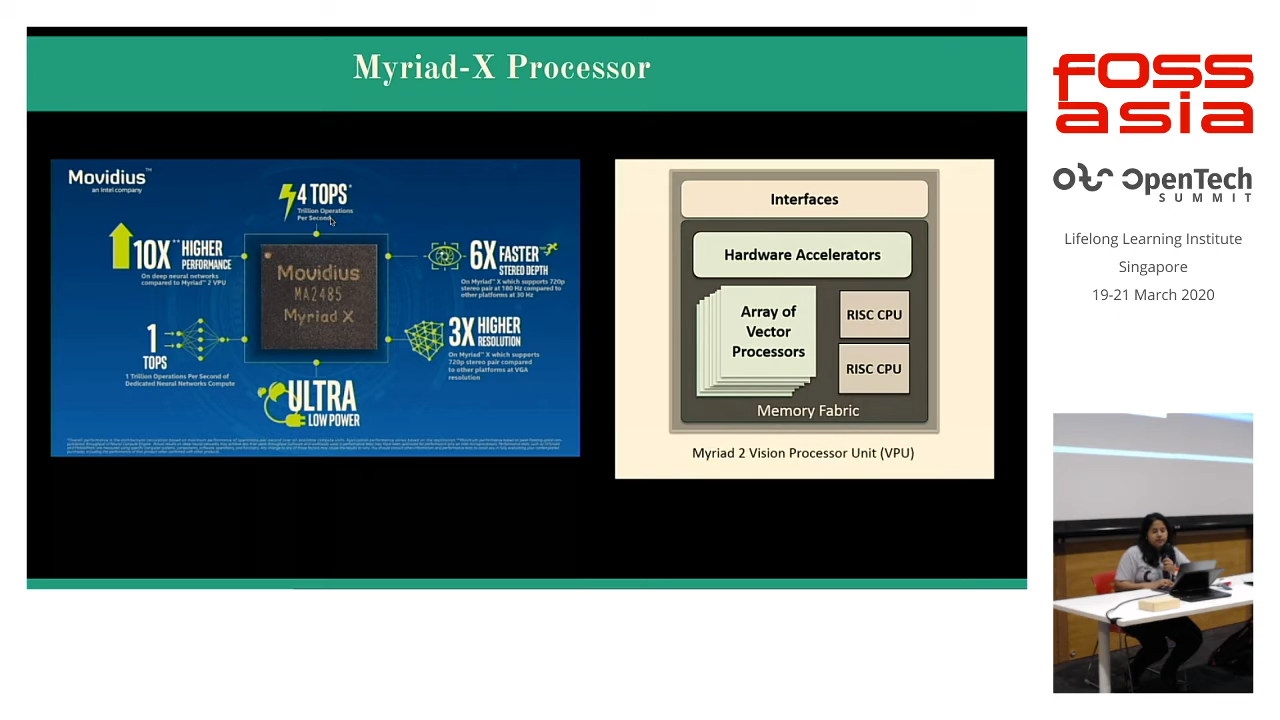 Myriad-X Processor
Movidius™
an Intel company
4 TOPS*
Trillion Operations
Per Second
10X** HIGHER
PERFORMANCE
On deep neural networks
compared to Myriad™ 2 VPU
6X FASTER
STEREO DEPTH
On Myriad™ X which supports 720p
stereo pair at 180 Hz compared to
other platforms at 30 Hz
Movidius
MA2485
Myriad X
1
TOPS
1 Trillion Operations Per Second of
Dedicated Neural Networks Compute
3X HIGHER
RESOLUTION
On Myriad™ X which supports
720p stereo pair compared
to other platforms at VGA
resolution
ULTRA
LOW POWER
Interfaces
Hardware Accelerators
Array of
Vector
Processors
RISC CPU
RISC CPU
Memory Fabric
Myriad 2 Vision Processor Unit (VPU)
FOSS
asia
OpenTech
SUMMIT
Lifelong Learning Institute
Singapore
19-21 March 2020